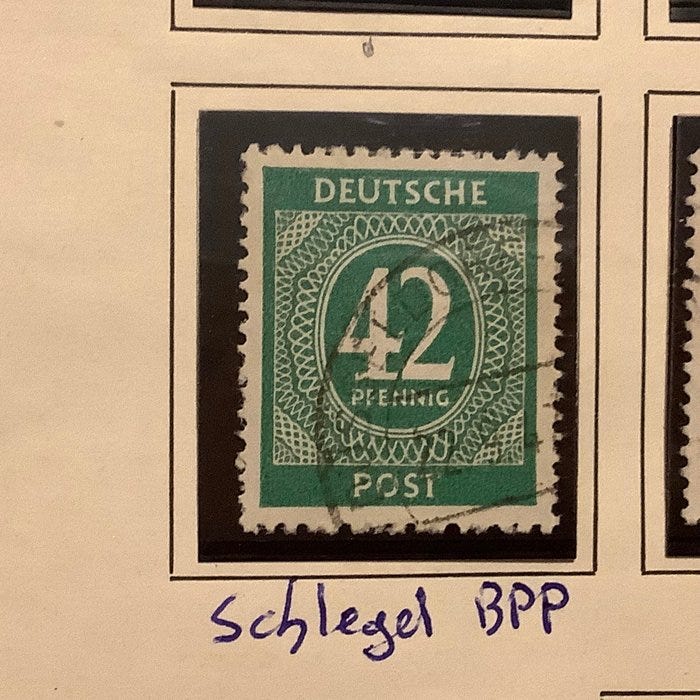 DEUTSCHE
42
PFENNIG
POST
Schlegel BPP